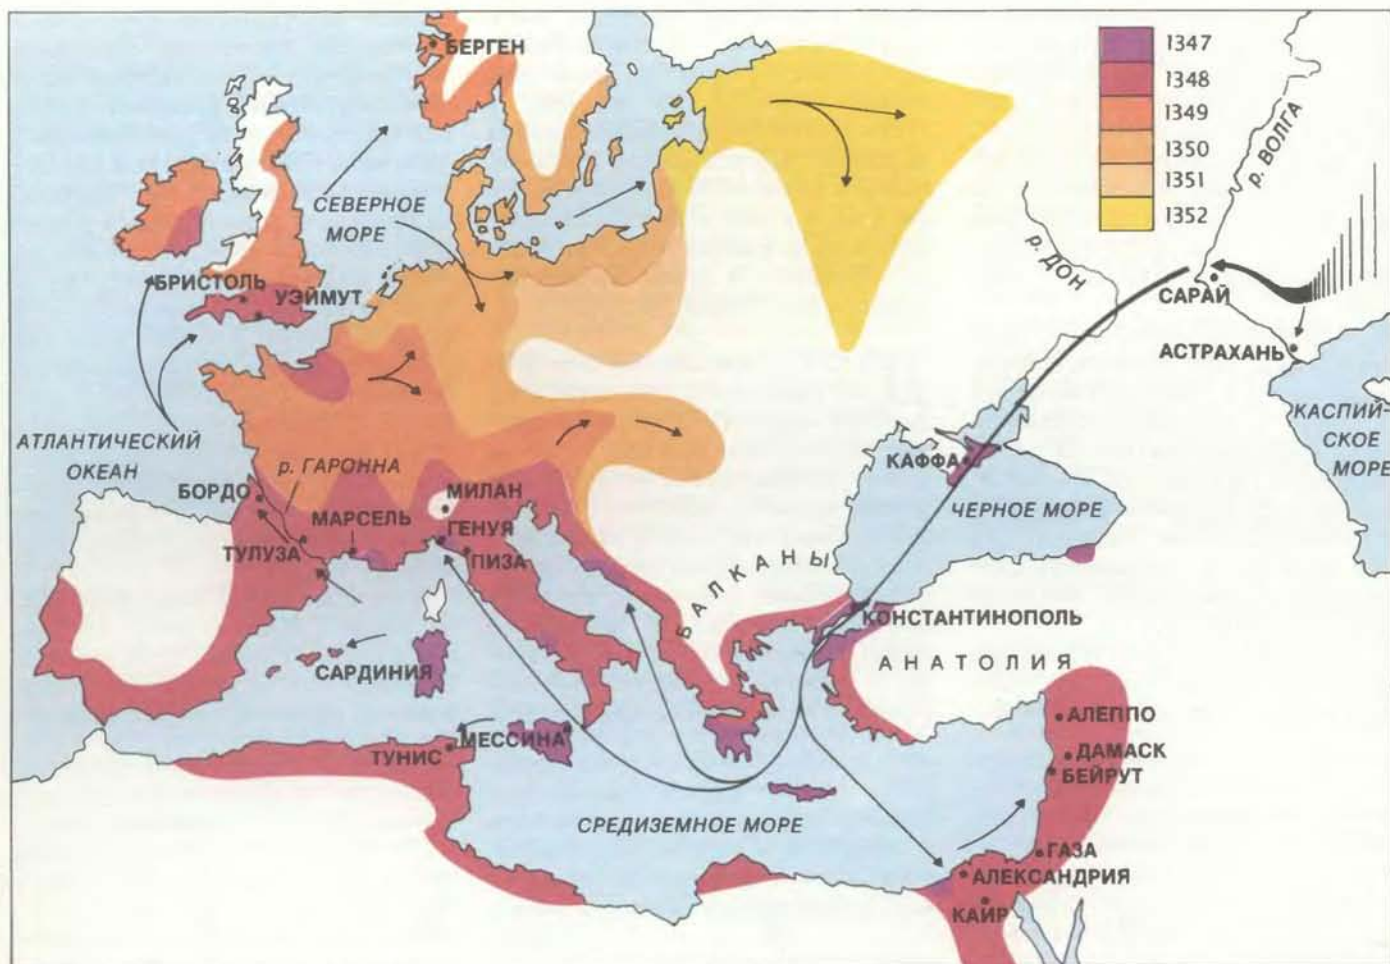 БЕРГЕН
1347
1348
1349
1350
1351
1352
р. ВОЛГА
СЕВЕРНОЕ
МОРЕ
р. ДОН
БРИСТОЛЬ
УЭЙМУТ
САРАЙ
АСТРАХАНЬ
КАСПИЙ-
СКОЕ
МОРЕ
АТЛАНТИЧЕСКИЙ
ОКЕАН
р. ГАРОННА
КАФФА
БОРДО
МИЛАН
МАРСЕЛЬ
ГЕНУЯ
ЧЕРНОЕ МОРЕ
ТУЛУЗА
ПИЗА
БАЛКАНЫ
КОНСТАНТИНОПОЛЬ
АНАТОЛИЯ
САРДИНИЯ
АЛЕППО
МЕССИНА
ТУНИС
ДАМАСК
БЕЙРУТ
СРЕДИЗЕМНОЕ МОРЕ
ГАЗА
АЛЕКСАНДРИЯ
КАИР